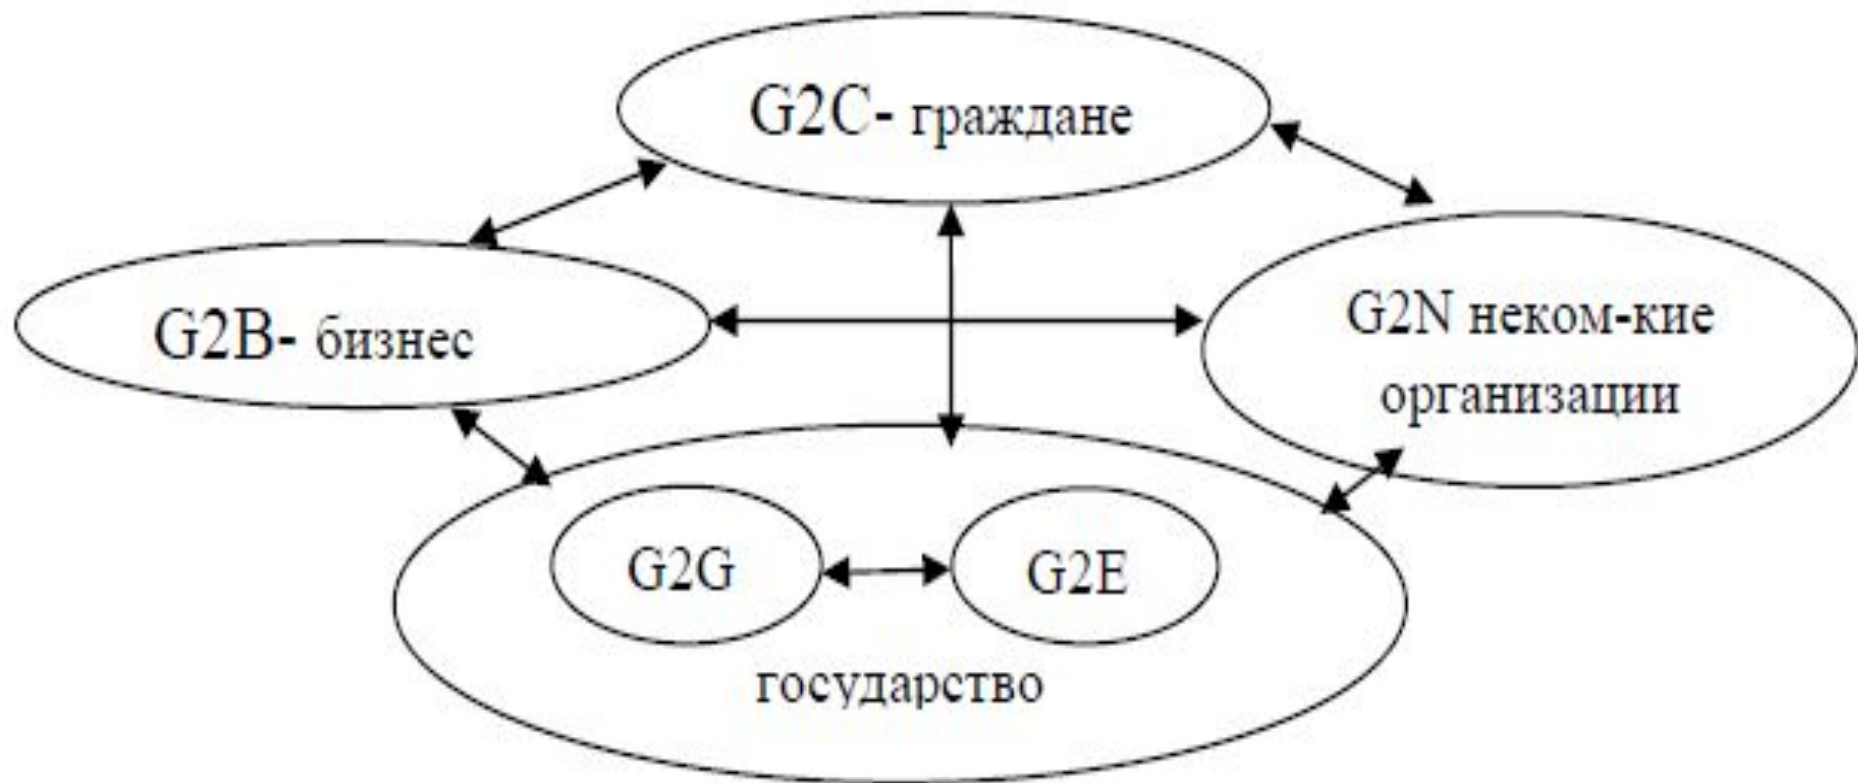 G2C- граждане
G2B- бизнес
G2N неком-кие
организации
G2G
G2E
государство